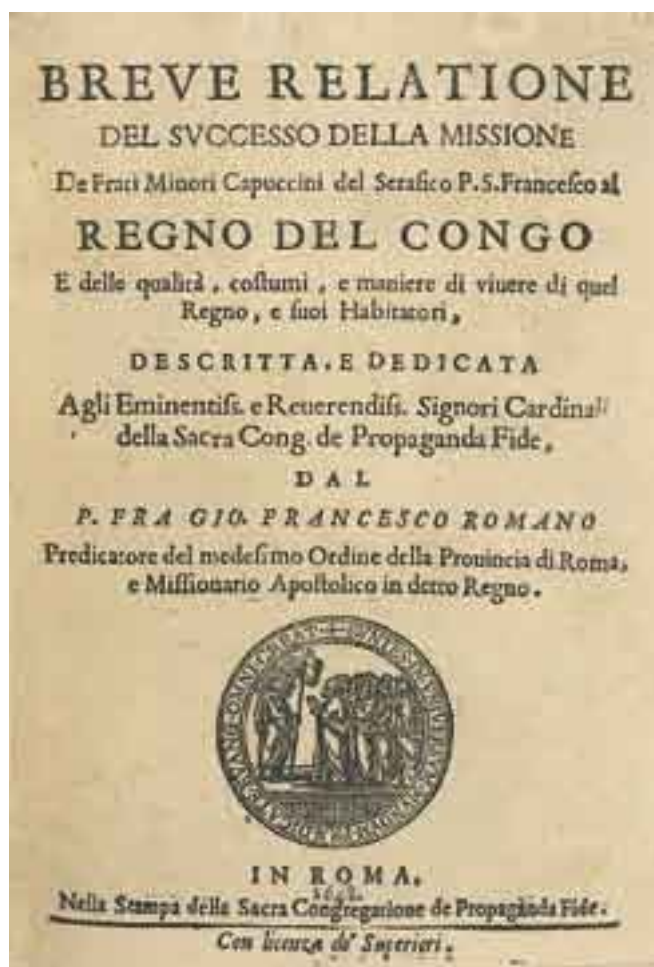 BREVE RELATIONE
DEL SVCCESSO DELLA MISSIONE
De Frati Minori Capuccini del Serafico P.S.Francesco al
REGNO DEL CONGO
E delle qualità, costumi, e maniere di viuere di quel
Regno, e suoi Habitatori,
DESCRITTA, E DEDICATA
Agli Eminentiss. e Reuerendiss. Signori Cardinali
della Sacra Cong. de Propaganda Fide,
DAL
P. FRA GIO. FRANCESCO ROMANO
Predicatore del medesimo Ordine della Prouincia di Roma,
e Missionario Apostolico in detto Regno.
IN ROMA.
Nella Stampa della Sacra Congregatione de Propaganda Fide.
Con licenza de' Superiori.